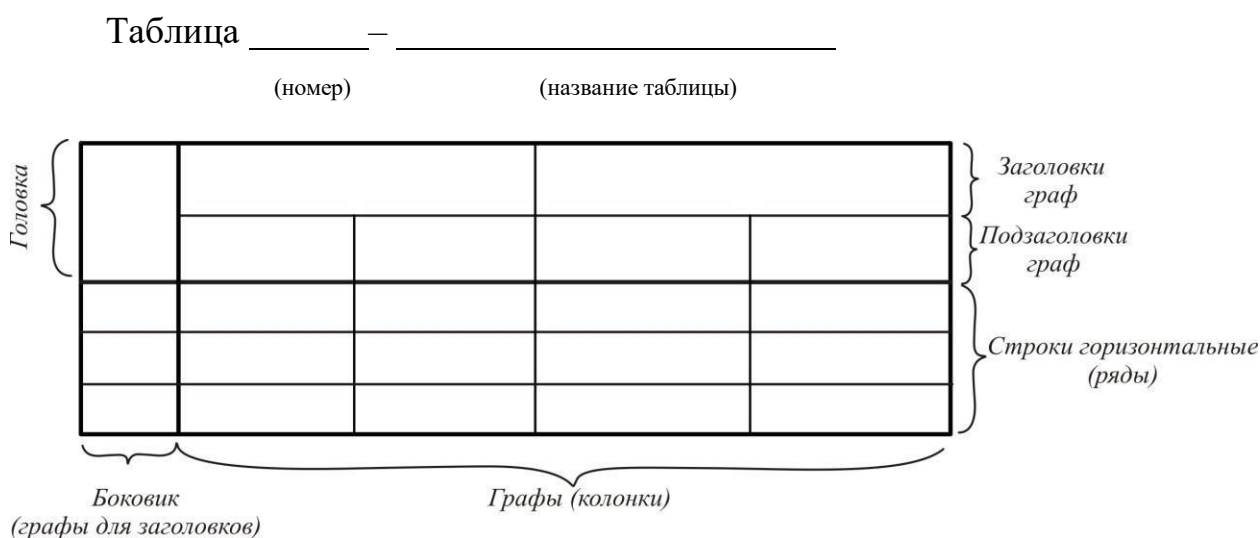 Таблица ______– ______________________
(номер) (название таблицы)
Головка
Заголовки
граф
Подзаголовки
граф
Строки горизонтальные
(ряды)
Боковик
(графы для заголовков)
Графы (колонки)